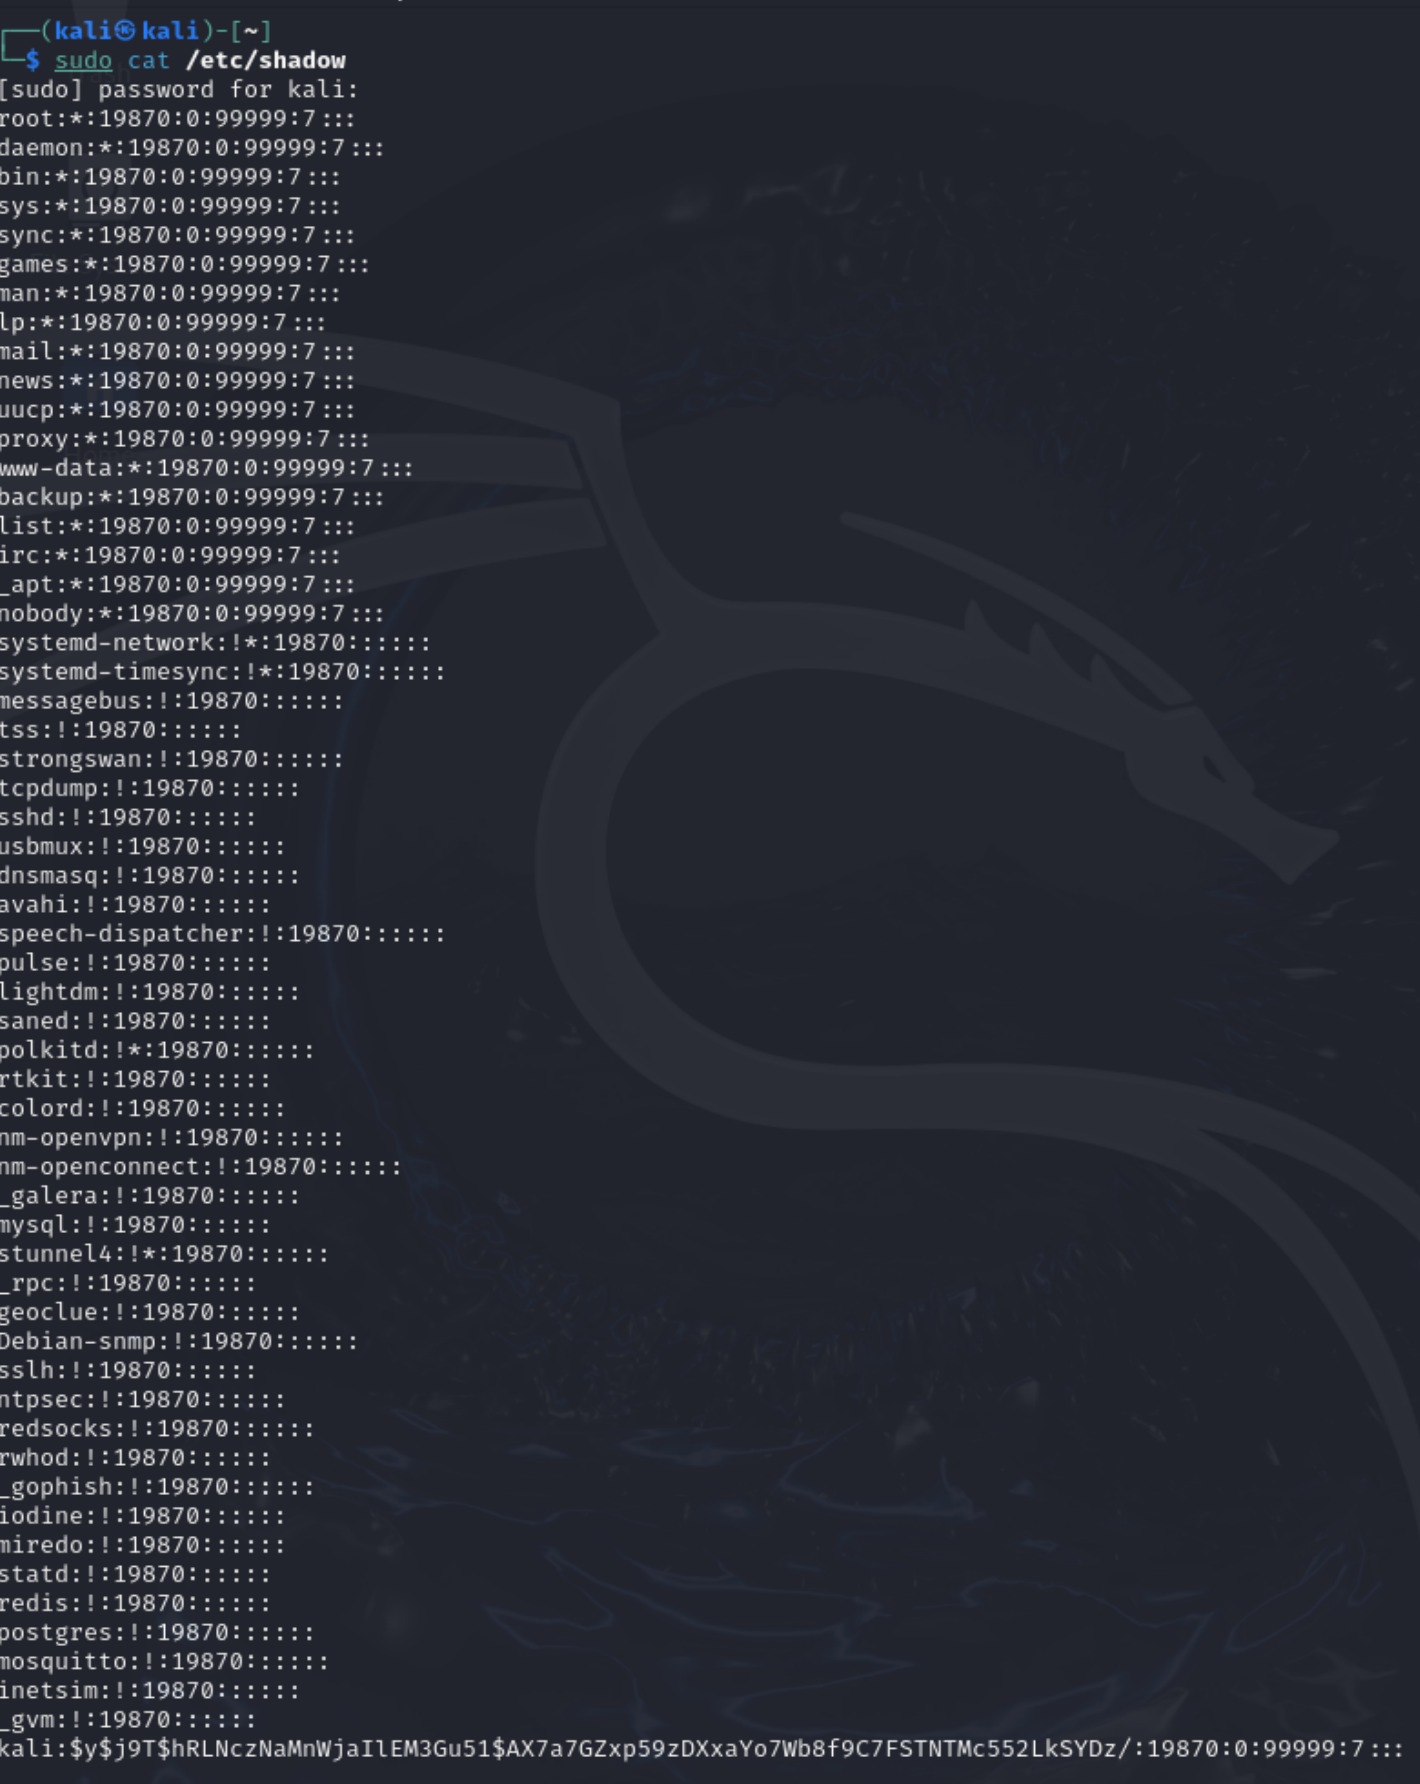 ┌──(kali㉿kali)-[~]
└─$ sudo cat /etc/shadow
[sudo] password for kali:
root:*:19870:0:99999:7:::
daemon:*:19870:0:99999:7:::
bin:*:19870:0:99999:7:::
sys:*:19870:0:99999:7:::
sync:*:19870:0:99999:7:::
games:*:19870:0:99999:7:::
man:*:19870:0:99999:7:::
lp:*:19870:0:99999:7:::
mail:*:19870:0:99999:7:::
news:*:19870:0:99999:7:::
uucp:*:19870:0:99999:7:::
proxy:*:19870:0:99999:7:::
www-data:*:19870:0:99999:7:::
backup:*:19870:0:99999:7:::
list:*:19870:0:99999:7:::
irc:*:19870:0:99999:7:::
_apt:*:19870:0:99999:7:::
nobody:*:19870:0:99999:7:::
systemd-network:!*:19870::::::
systemd-timesync:!*:19870::::::
messagebus:!:19870::::::
tss:!:19870::::::
strongswan:!:19870::::::
tcpdump:!:19870::::::
sshd:!:19870::::::
usbmux:!:19870::::::
dnsmasq:!:19870::::::
avahi:!:19870::::::
speech-dispatcher:!:19870::::::
pulse:!:19870::::::
lightdm:!:19870::::::
saned:!:19870::::::
polkitd:!*:19870::::::
rtkit:!:19870::::::
colord:!:19870::::::
nm-openvpn:!:19870::::::
nm-openconnect:!:19870::::::
_galera:!:19870::::::
mysql:!:19870::::::
stunnel4:!*:19870::::::
_rpc:!:19870::::::
geoclue:!:19870::::::
Debian-snmp:!:19870::::::
sslh:!:19870::::::
ntpsec:!:19870::::::
redsocks:!:19870::::::
rwhod:!:19870::::::
_gophish:!:19870::::::
iodine:!:19870::::::
miredo:!:19870::::::
statd:!:19870::::::
redis:!:19870::::::
postgres:!:19870::::::
mosquitto:!:19870::::::
inetsim:!:19870::::::
_gvm:!:19870::::::
kali:$y$j9T$hRLNczNaMnWjaIlEM3Gu51$AX7a7GZxp59zDXxaYo7Wb8f9C7FSTNTMc552LkSYDz/:19870:0:99999:7:::